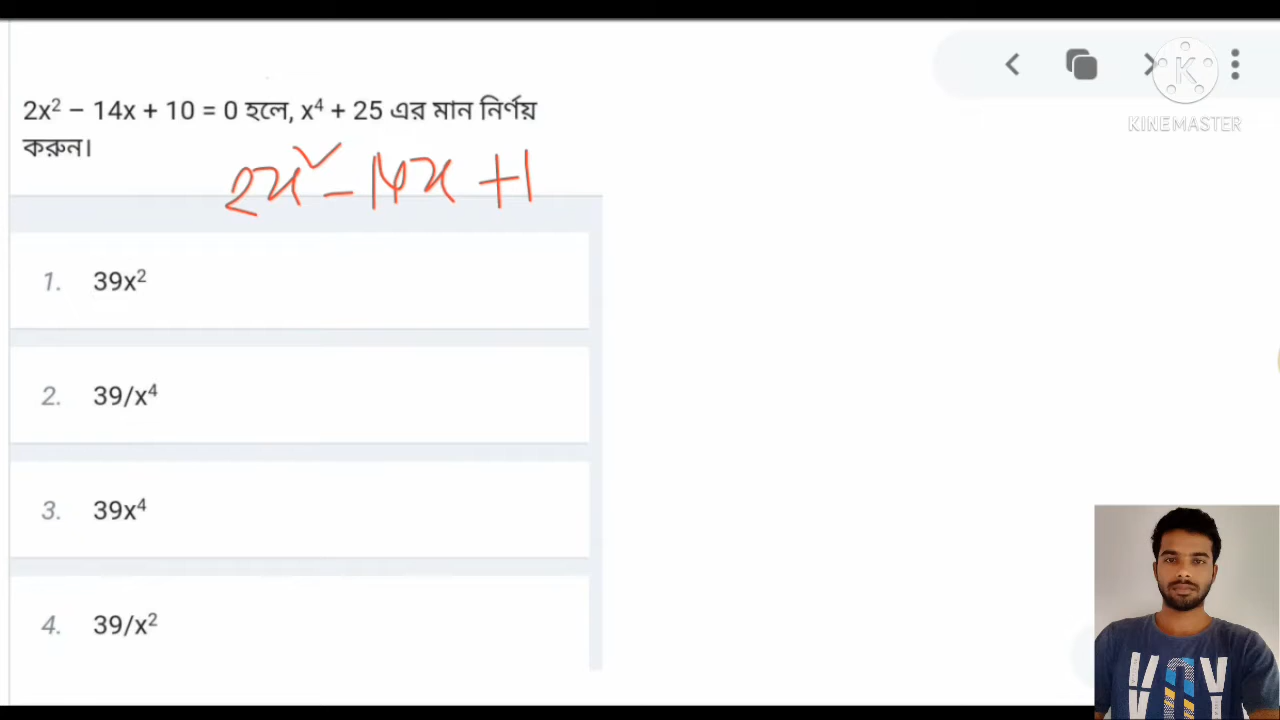 2x² − 14x + 10 = 0 হলে, x⁴ + 25 এর মান নির্ণয়
করুন।
2x² − 14x + 1
1. 39x²
2. 39/x⁴
3. 39x⁴
4. 39/x²
K
KINEMASTER